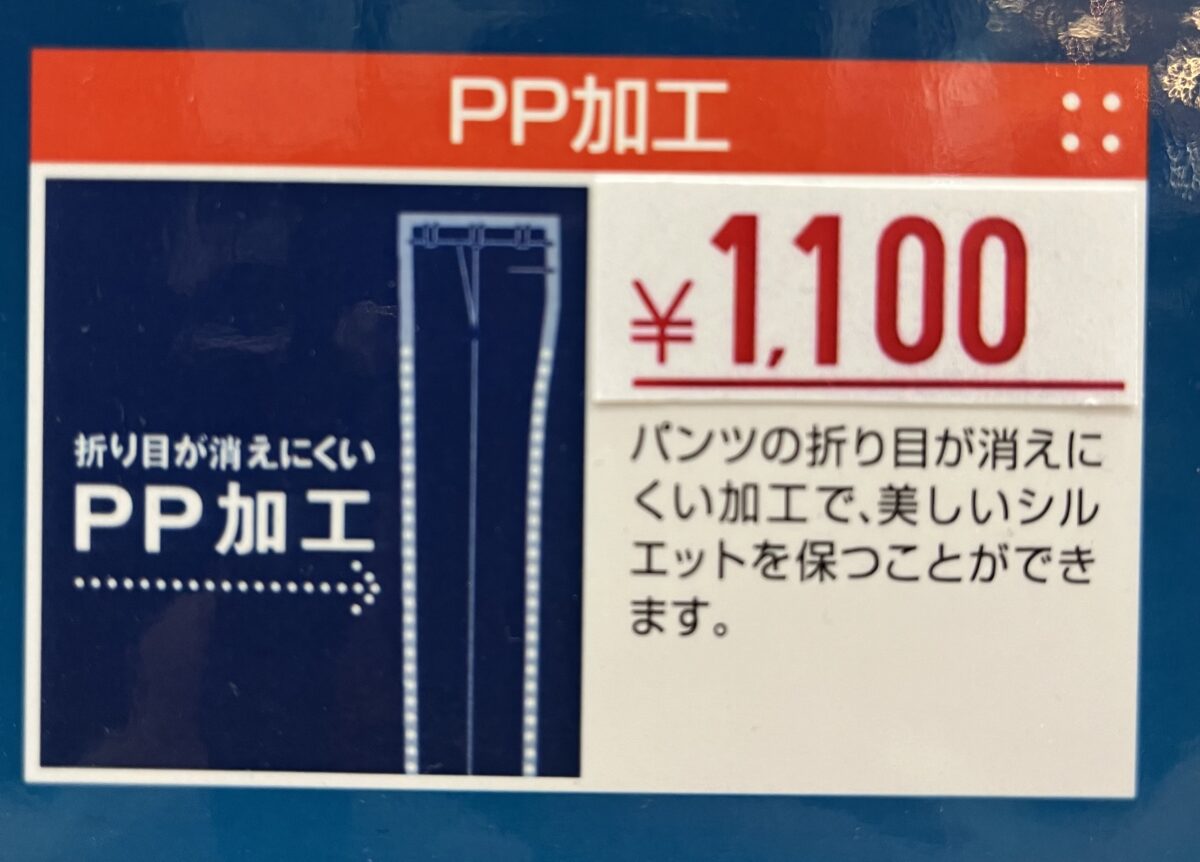 PP加工
折り目が消えにくい
PP加工
¥1,100
パンツの折り目が消えに
くい加工で、美しいシル
エットを保つことができ
ます。